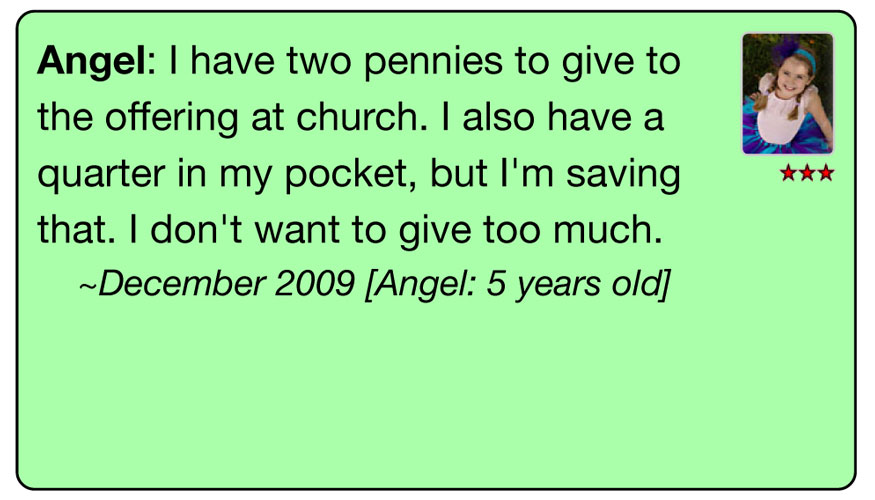 Angel: I have two pennies to give to
the offering at church. I also have a
quarter in my pocket, but I'm saving
that. I don't want to give too much.
~December 2009 [Angel: 5 years old]